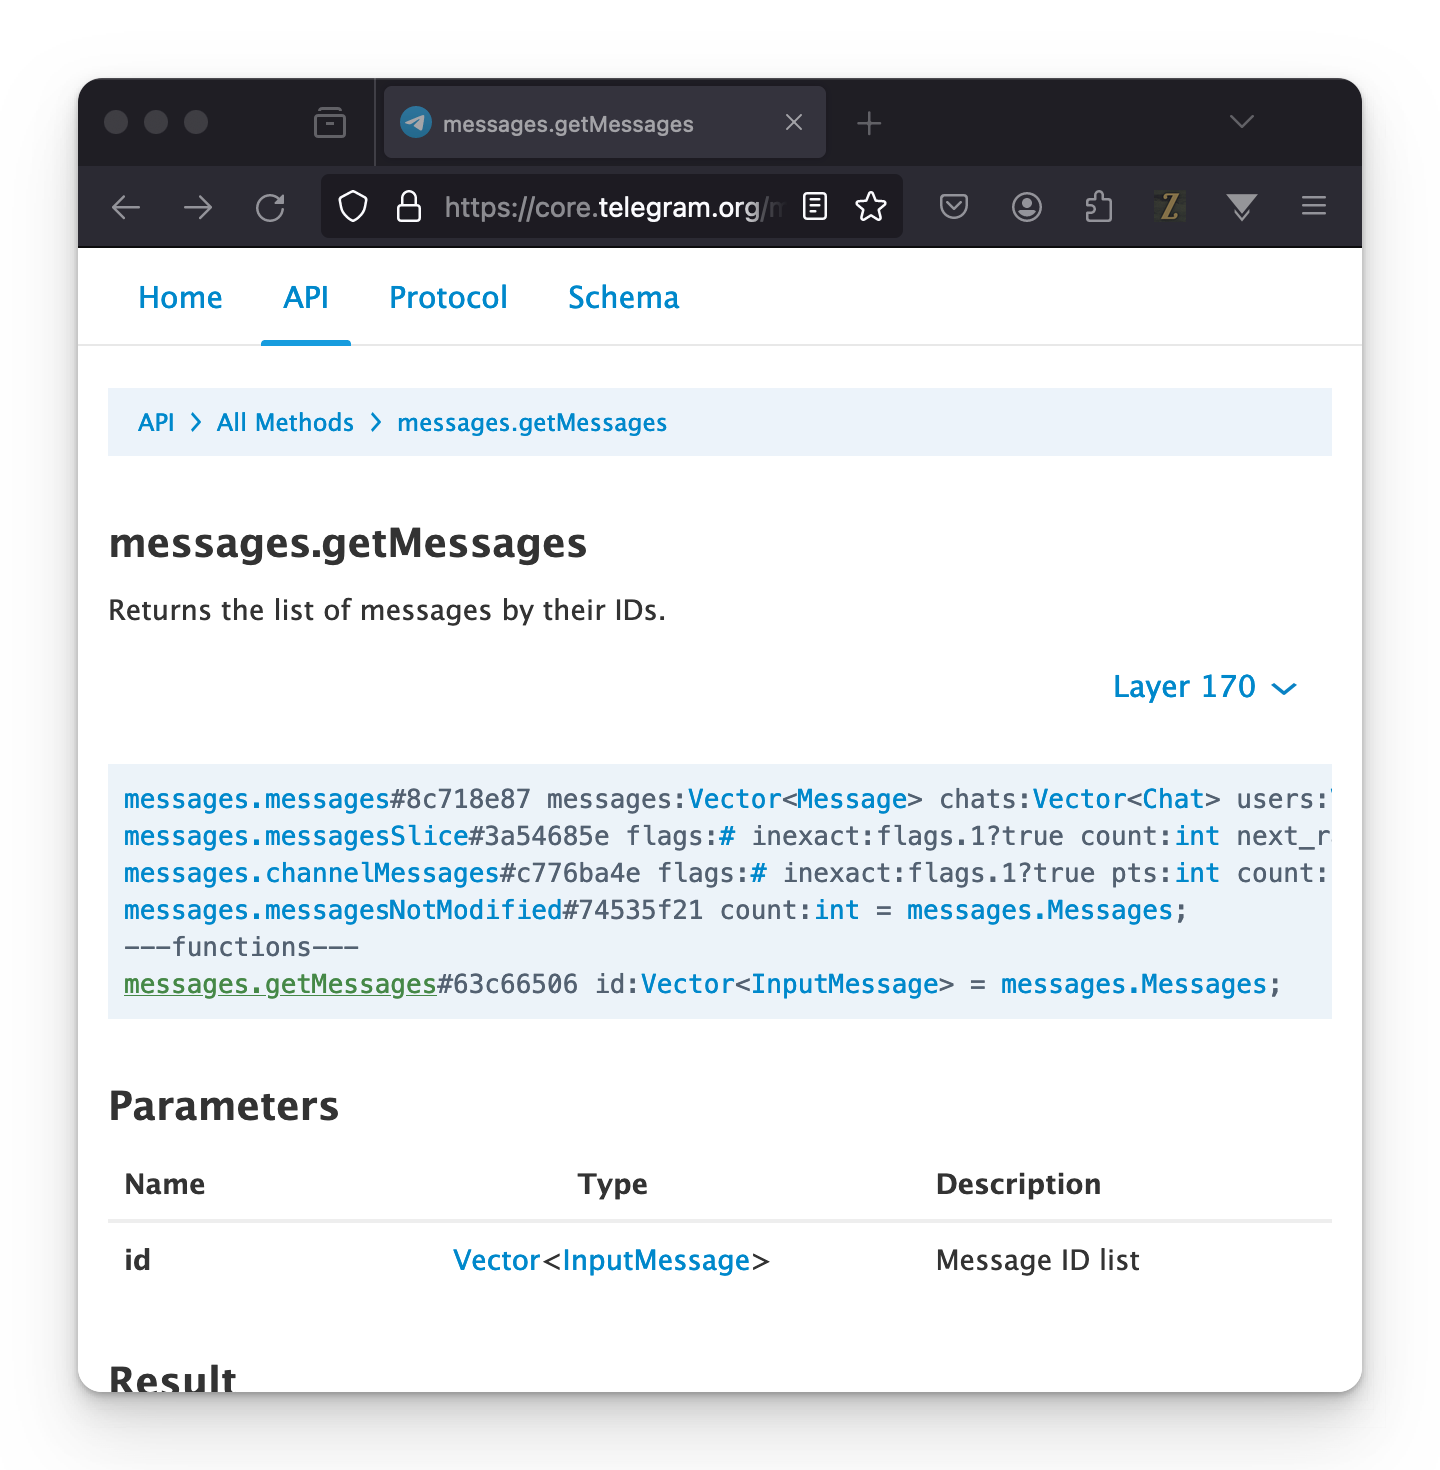 messages.getMessages
https://core.telegram.org/m
Home API Protocol Schema
API > All Methods > messages.getMessages
messages.getMessages
Returns the list of messages by their IDs.
Layer 170
messages.messages#8c718e87 messages:Vector<Message> chats:Vector<Chat> users:
messages.messagesSlice#3a54685e flags:# inexact:flags.1?true count:int next_r
messages.channelMessages#c776ba4e flags:# inexact:flags.1?true pts:int count:
messages.messagesNotModified#74535f21 count:int = messages.Messages;
---functions---
messages.getMessages#63c66506 id:Vector<InputMessage> = messages.Messages;
Parameters
Name Type Description
id Vector<InputMessage> Message ID list
Result